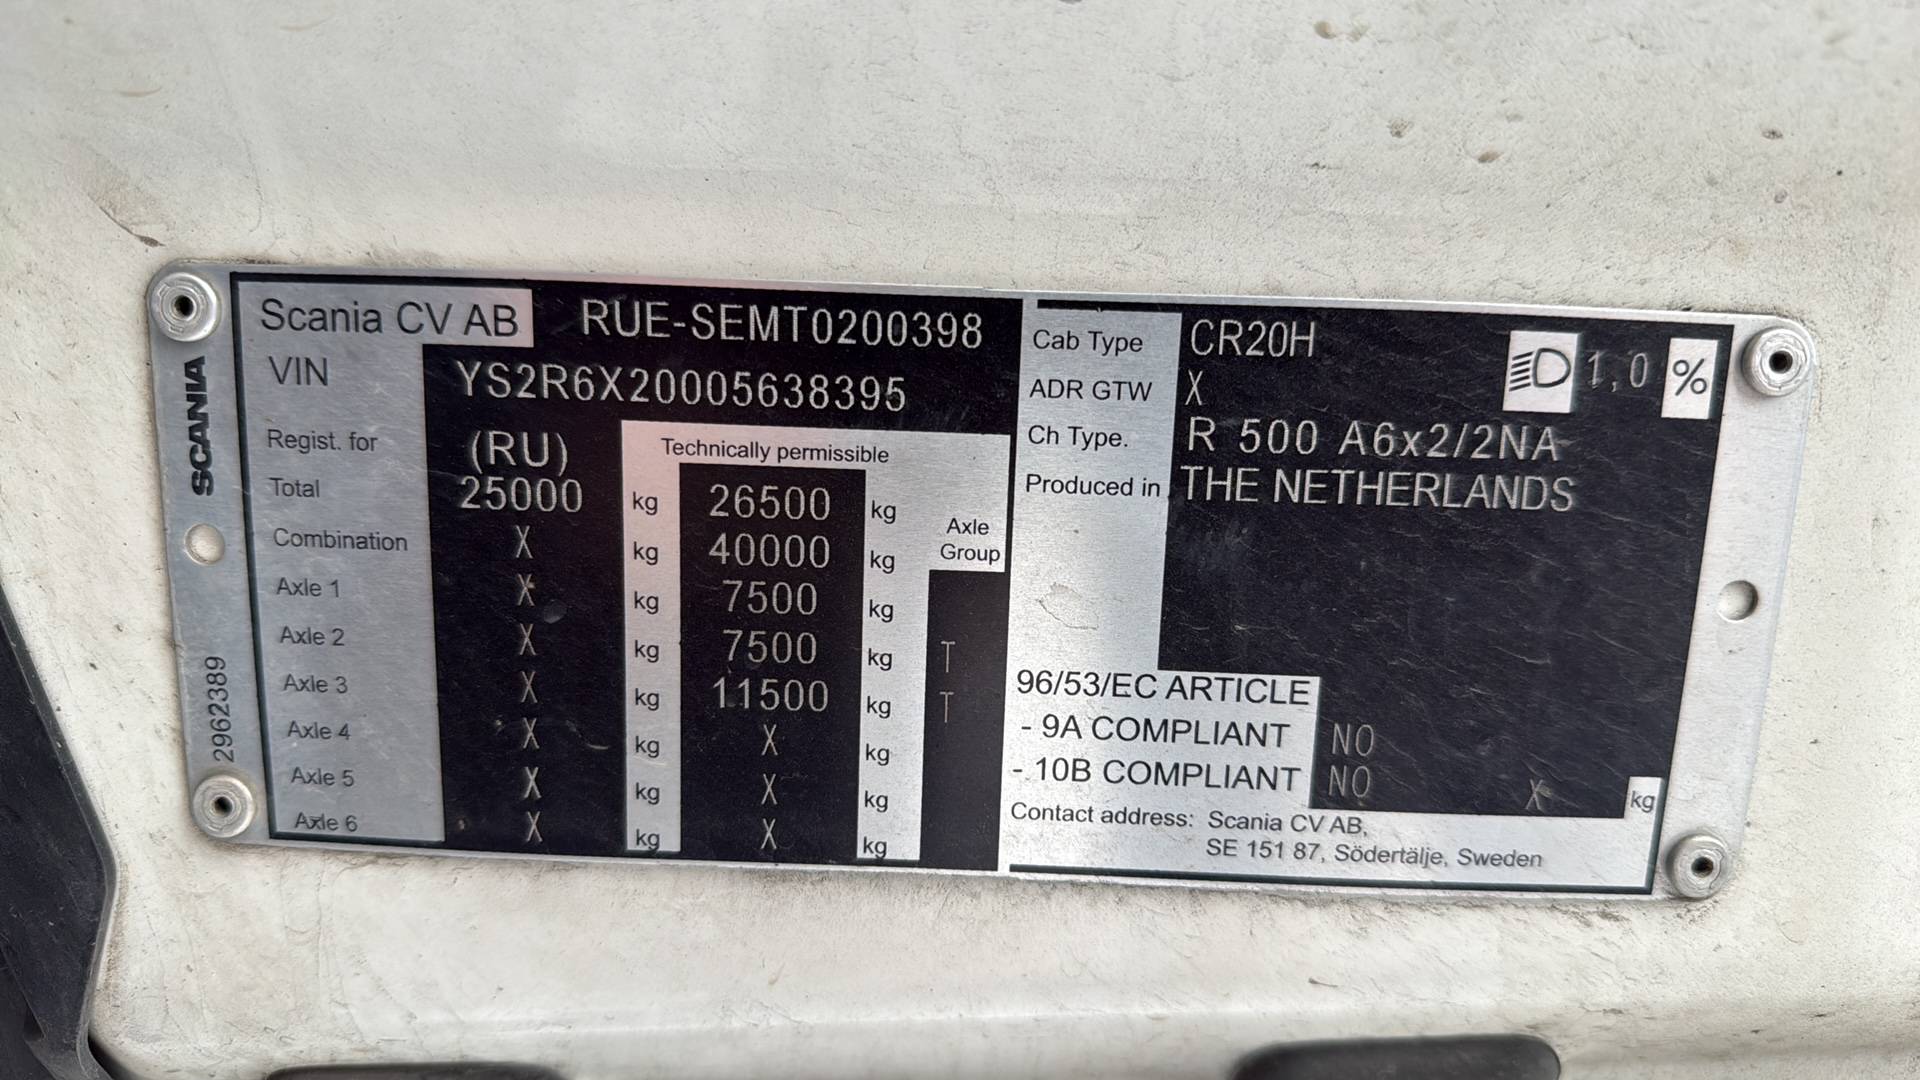 Scania CV AB RUE-SEMT0200398
VIN YS2R6X20005638395
Regist. for (RU) Technically permissible
Total 25000 kg 26500 kg Axle Group
Combination X kg 40000 kg
Axle 1 X kg 7500 kg
Axle 2 X kg 7500 kg T
Axle 3 X kg 11500 kg T
Axle 4 X kg X kg
Axle 5 X kg X kg
Axle 6 X kg X kg
SCANIA
2962389
Cab Type CR20H 1,0 %
ADR GTW X
Ch Type. R 500 A6x2/2NA
Produced in THE NETHERLANDS
96/53/EC ARTICLE
- 9A COMPLIANT NO
- 10B COMPLIANT NO X kg
Contact address: Scania CV AB,
SE 151 87, Södertälje, Sweden